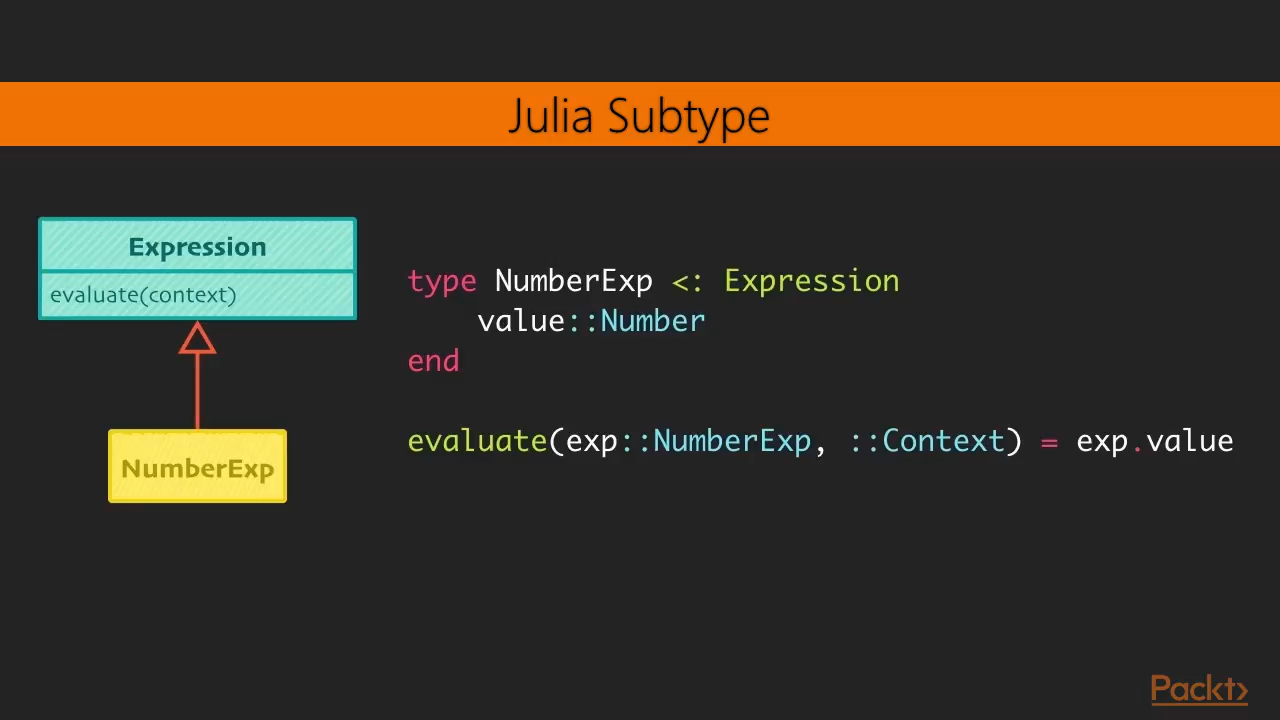 Julia Subtype
Expression
evaluate(context)
NumberExp
type NumberExp <: Expression
    value::Number
end
evaluate(exp::NumberExp, ::Context) = exp.value
Packt>